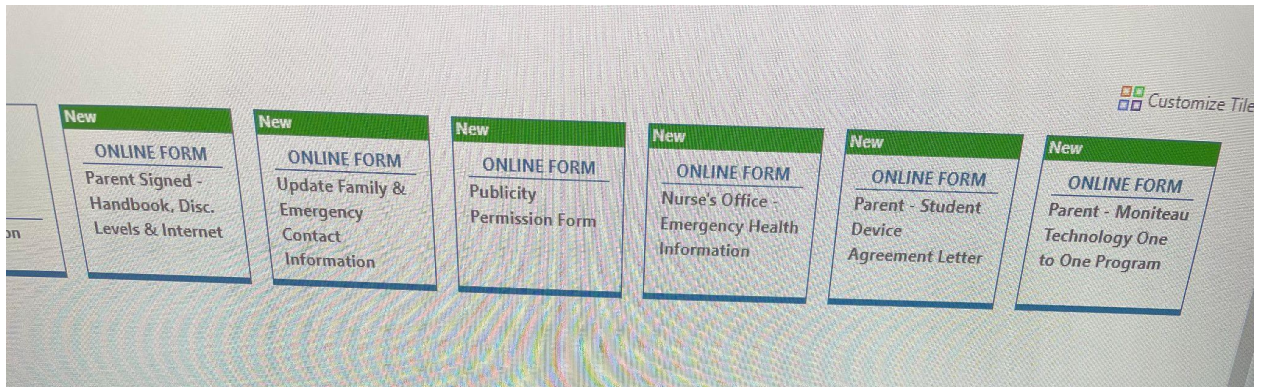 Customize Tile
New
ONLINE FORM
Parent Signed -
Handbook, Disc.
Levels & Internet
New
ONLINE FORM
Update Family &
Emergency
Contact
Information
New
ONLINE FORM
Publicity
Permission Form
New
ONLINE FORM
Nurse's Office -
Emergency Health
Information
New
ONLINE FORM
Parent - Student
Device
Agreement Letter
New
ONLINE FORM
Parent - Moniteau
Technology One
to One Program
on